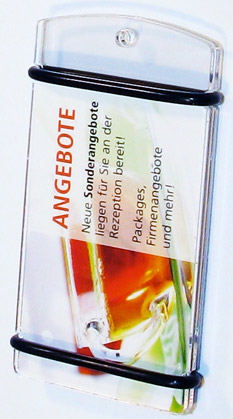 ANGEBOTE
Neue Sonderangebote
liegen für Sie an der
Rezeption bereit!
Packages,
Firmenangebote
und mehr!